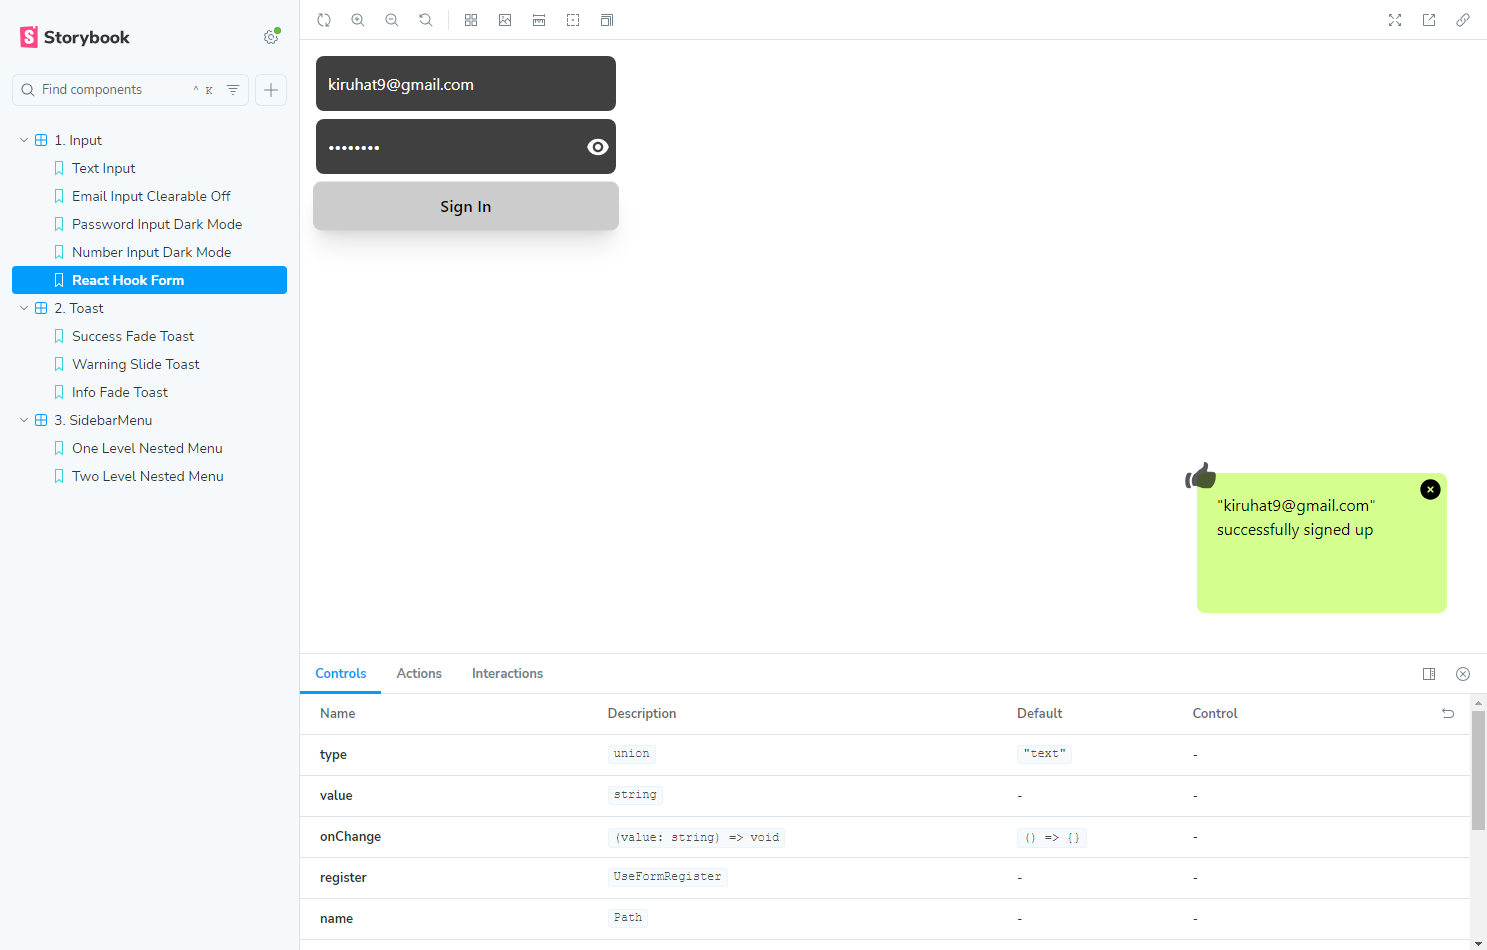 Storybook
Find components
^ K
1. Input
Text Input
Email Input Clearable Off
Password Input Dark Mode
Number Input Dark Mode
React Hook Form
2. Toast
Success Fade Toast
Warning Slide Toast
Info Fade Toast
3. SidebarMenu
One Level Nested Menu
Two Level Nested Menu
kiruhat9@gmail.com
••••••••
Sign In
"kiruhat9@gmail.com"
successfully signed up
Controls Actions Interactions
Name Description Default Control
type union "text" -
value string - -
onChange (value: string) => void () => {} -
register UseFormRegister - -
name Path - -